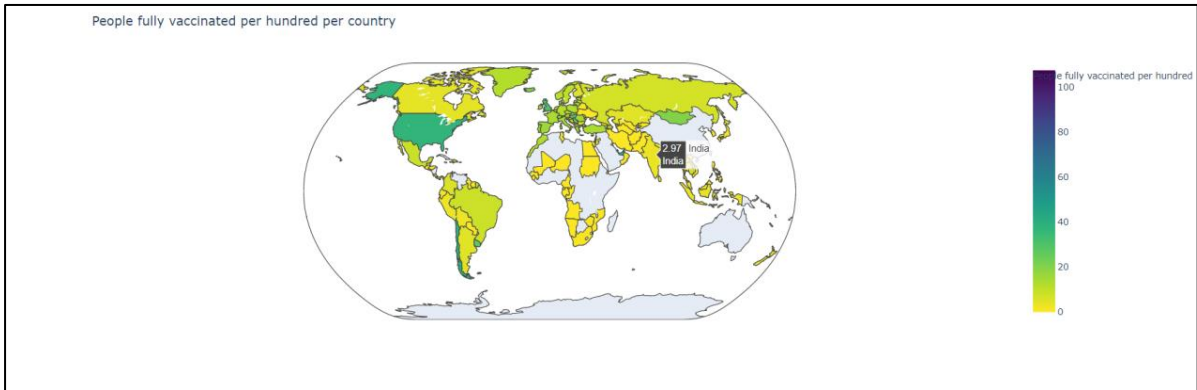 People fully vaccinated per hundred per country
fully vaccinated per hundred
100
80
60
40
20
0
2.97 India
India